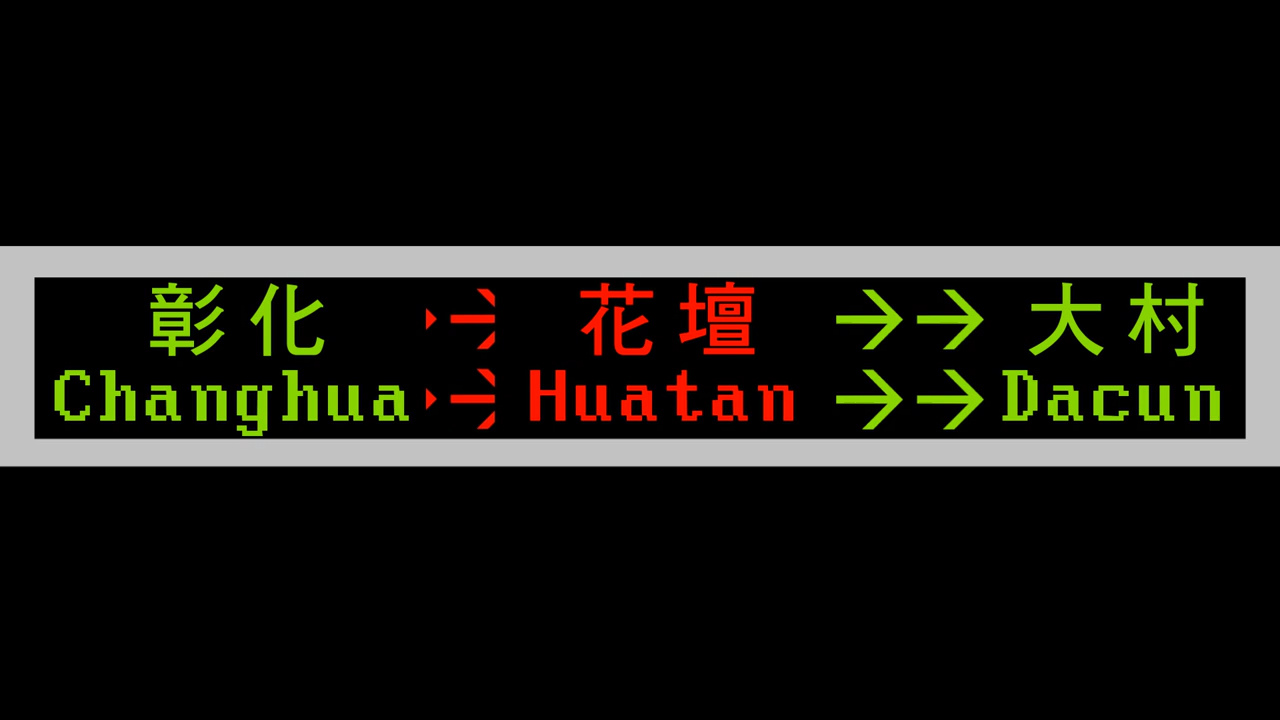 彰化 → 花壇 →→ 大村
Changhua → Huatan →→ Dacun